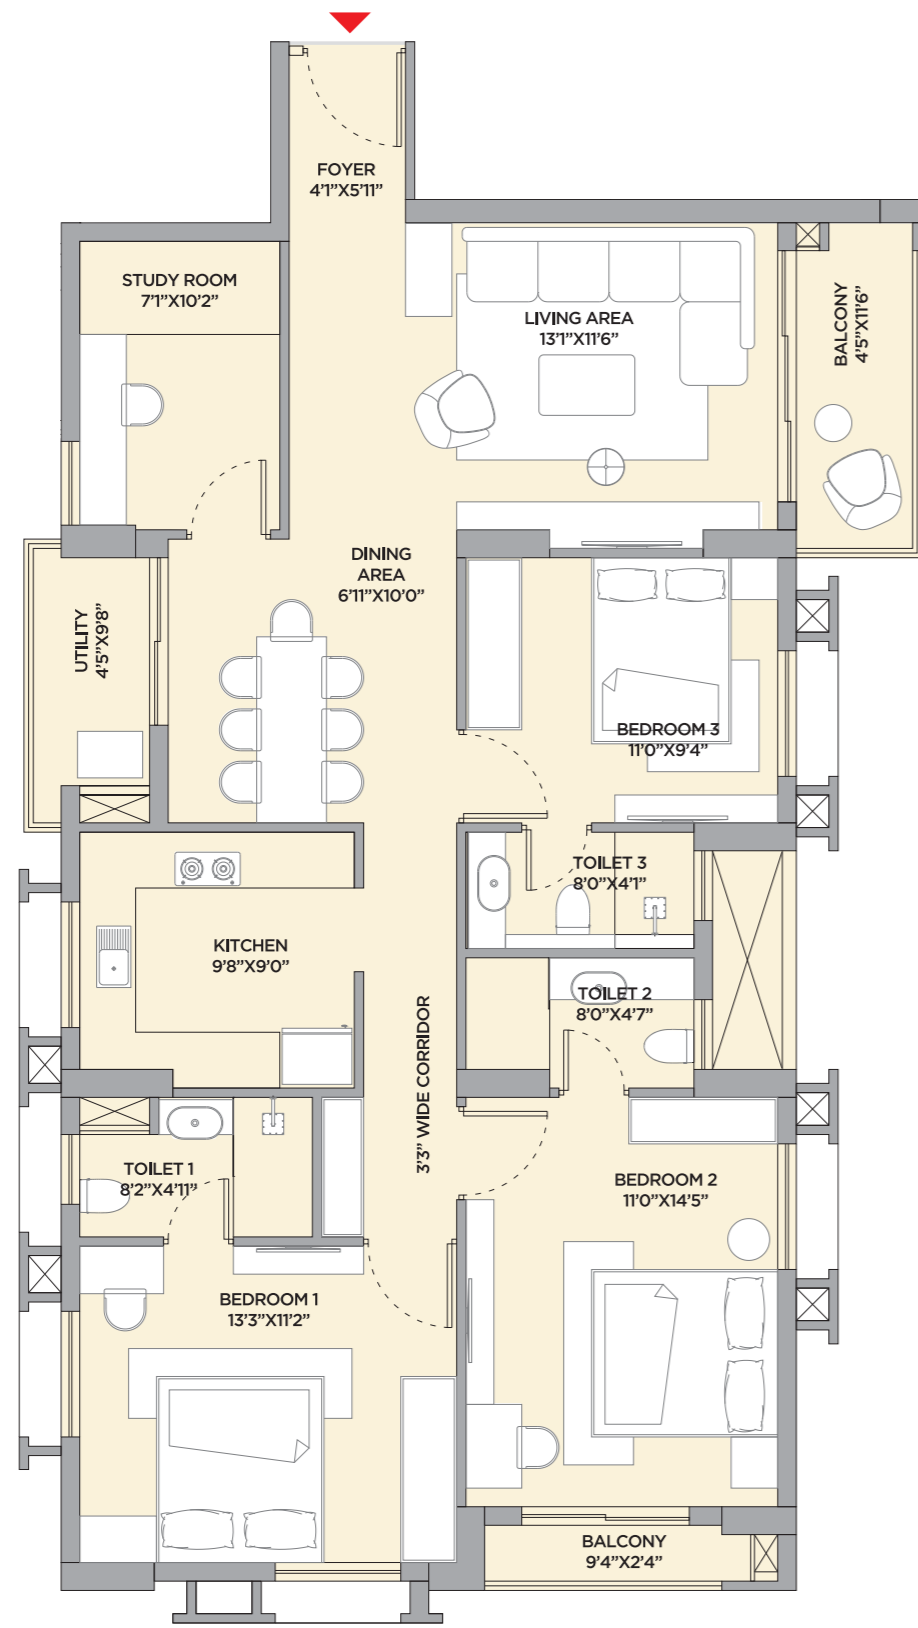 FOYER
4'1”X5'11”
STUDY ROOM
7'1”X10'2”
LIVING AREA
13'1”X11'6”
BALCONY
4'5”X11'6”
DINING
AREA
6'11”X10'0”
UTILITY
4'5”X9'8”
BEDROOM 3
11'0”X9'4”
TOILET 3
8'0”X4'1”
KITCHEN
9'8”X9'0”
TOILET 2
8'0”X4'7”
3'3” WIDE CORRIDOR
TOILET 1
8'2”X4'11”
BEDROOM 2
11'0”X14'5”
BEDROOM 1
13'3”X11'2”
BALCONY
9'4”X2'4”